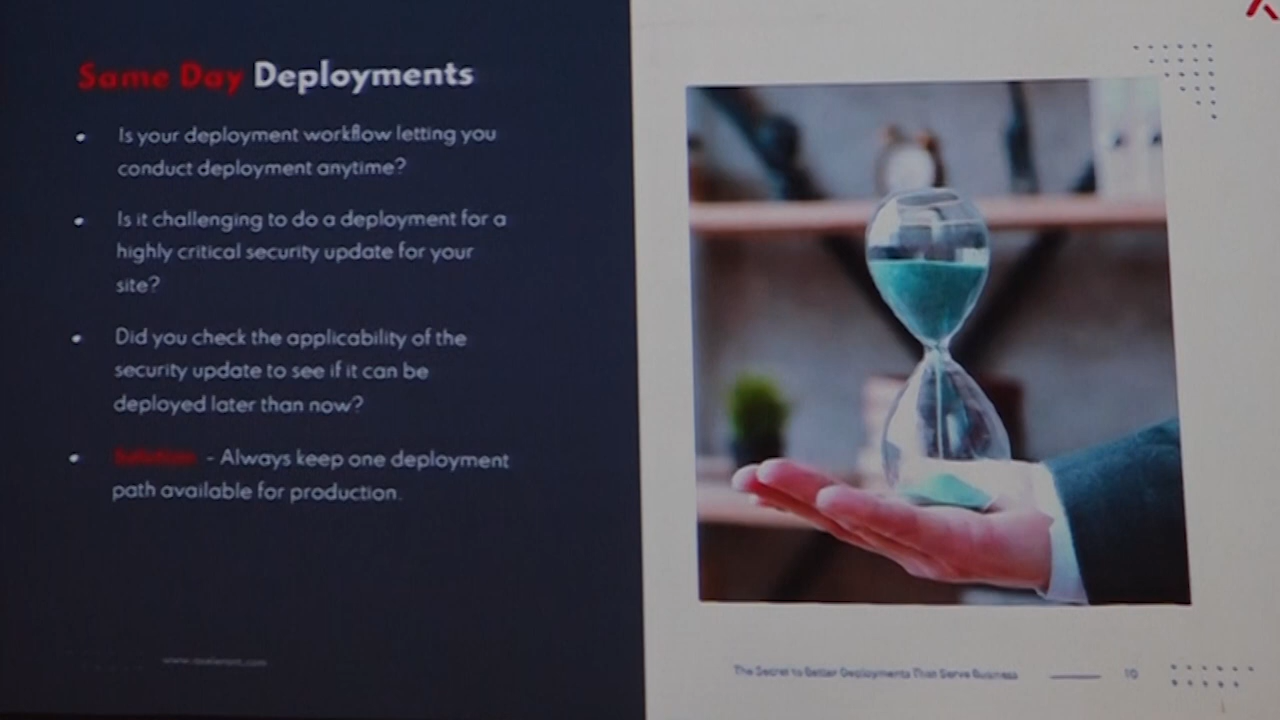 Same Day Deployments
Is your deployment workflow letting you
conduct deployment anytime?
Is it challenging to do a deployment for a
highly critical security update for your
site?
Did you check the applicability of the
security update to see if it can be
deployed later than now?
Solution - Always keep one deployment
path available for production.
The Secret to Better Deployments That Serve Business
10